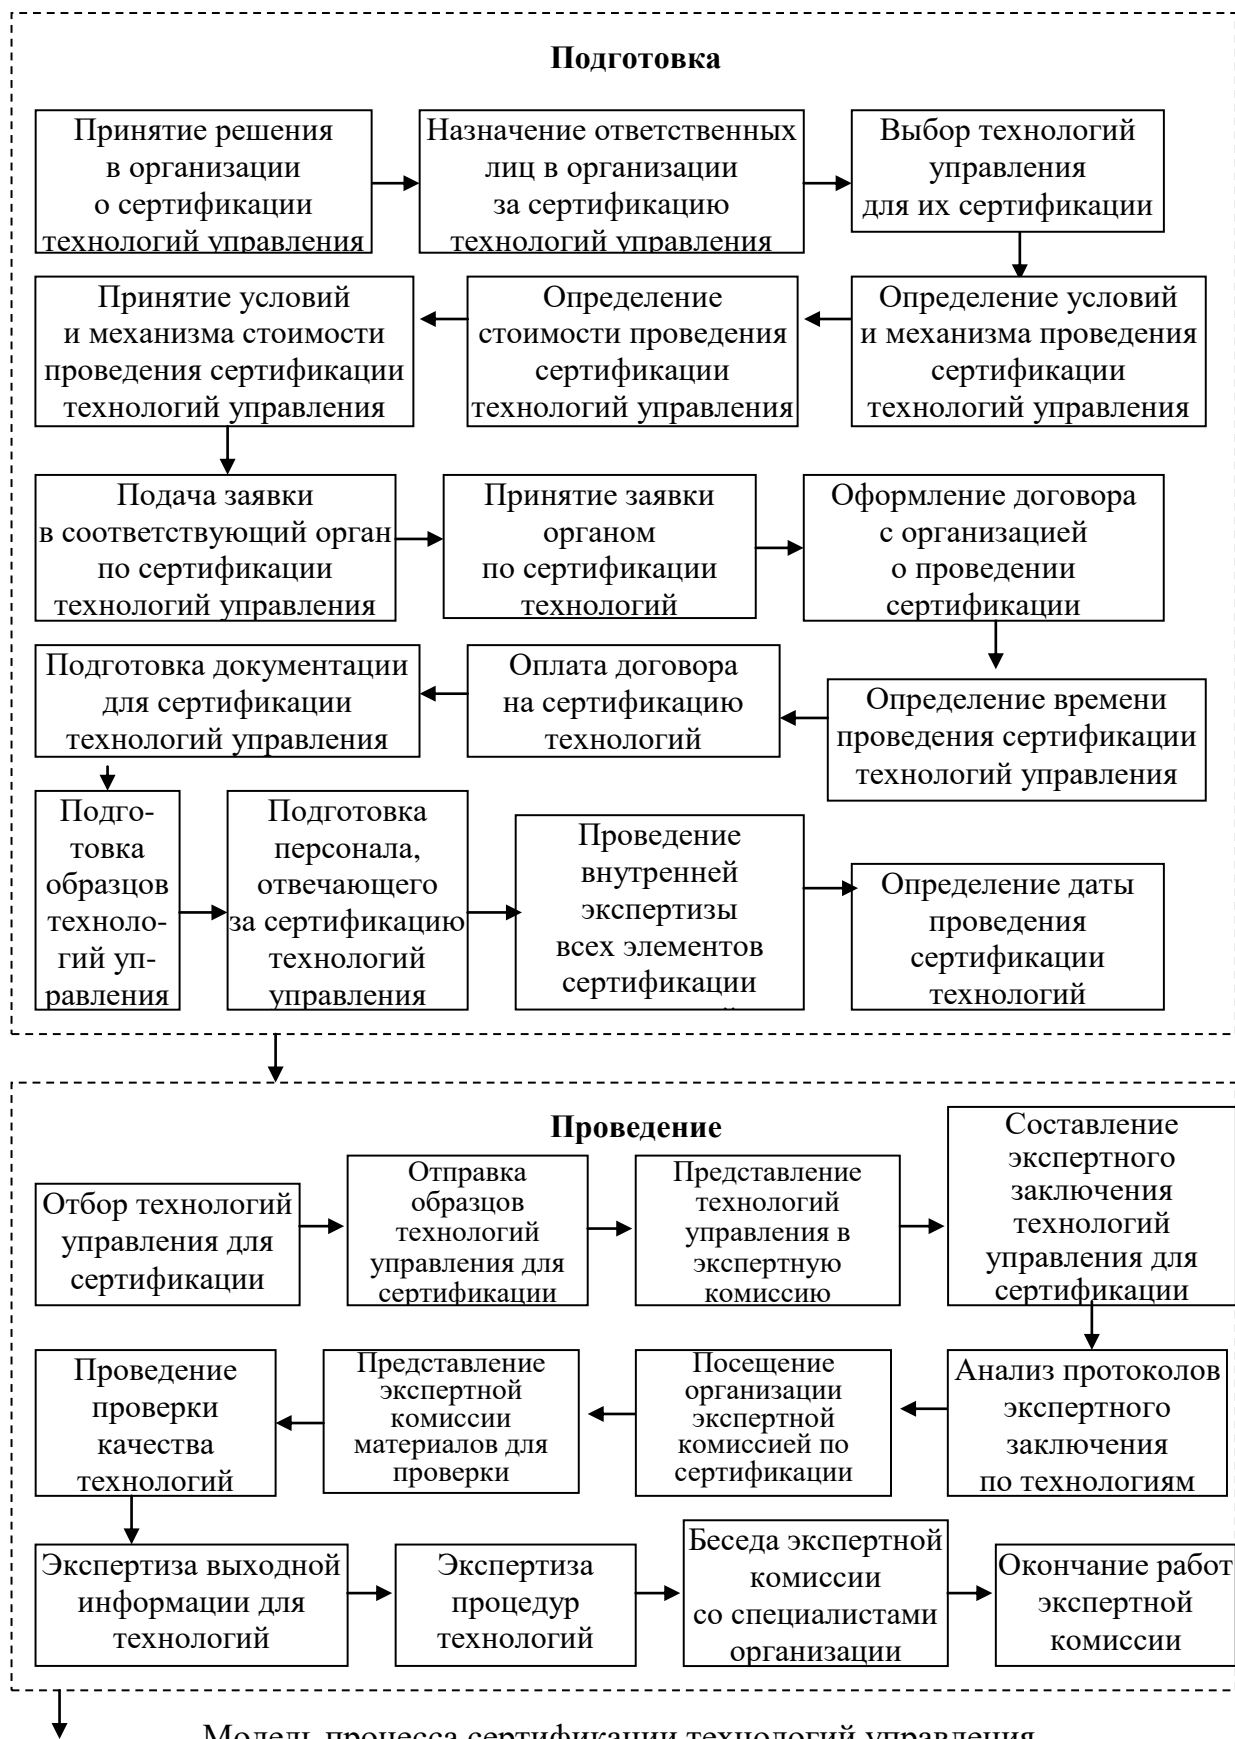 Подготовка
Принятие решения
в организации
о сертификации
технологий управления
Назначение ответственных
лиц в организации
за сертификацию
технологий управления
Выбор технологий
управления
для их сертификации
Принятие условий
и механизма стоимости
проведения сертификации
технологий управления
Определение
стоимости проведения
сертификации
технологий управления
Определение условий
и механизма проведения
сертификации
технологий управления
Подача заявки
в соответствующий орган
по сертификации
технологий управления
Принятие заявки
органом
по сертификации
технологий
Оформление договора
с организацией
о проведении
сертификации
Подготовка документации
для сертификации
технологий управления
Оплата договора
на сертификацию
технологий
Определение времени
проведения сертификации
технологий управления
Подго-
товка
образцов
техноло-
гий уп-
равления
Подготовка
персонала,
отвечающего
за сертификацию
технологий
управления
Проведение
внутренней
экспертизы
всех элементов
сертификации
Определение даты
проведения
сертификации
технологий
Проведение
Отбор технологий
управления для
сертификации
Отправка
образцов
технологий
управления для
сертификации
Представление
технологий
управления в
экспертную
комиссию
Составление
экспертного
заключения
технологий
управления для
сертификации
Проведение
проверки
качества
технологий
Представление
экспертной
комиссии
материалов для
проверки
Посещение
организации
экспертной
комиссией по
сертификации
Анализ протоколов
экспертного
заключения
по технологиям
Экспертиза выходной
информации для
технологий
Экспертиза
процедур
технологий
Беседа экспертной
комиссии
со специалистами
организации
Окончание работ
экспертной
комиссии
Модель процесса сертификации технологий управления